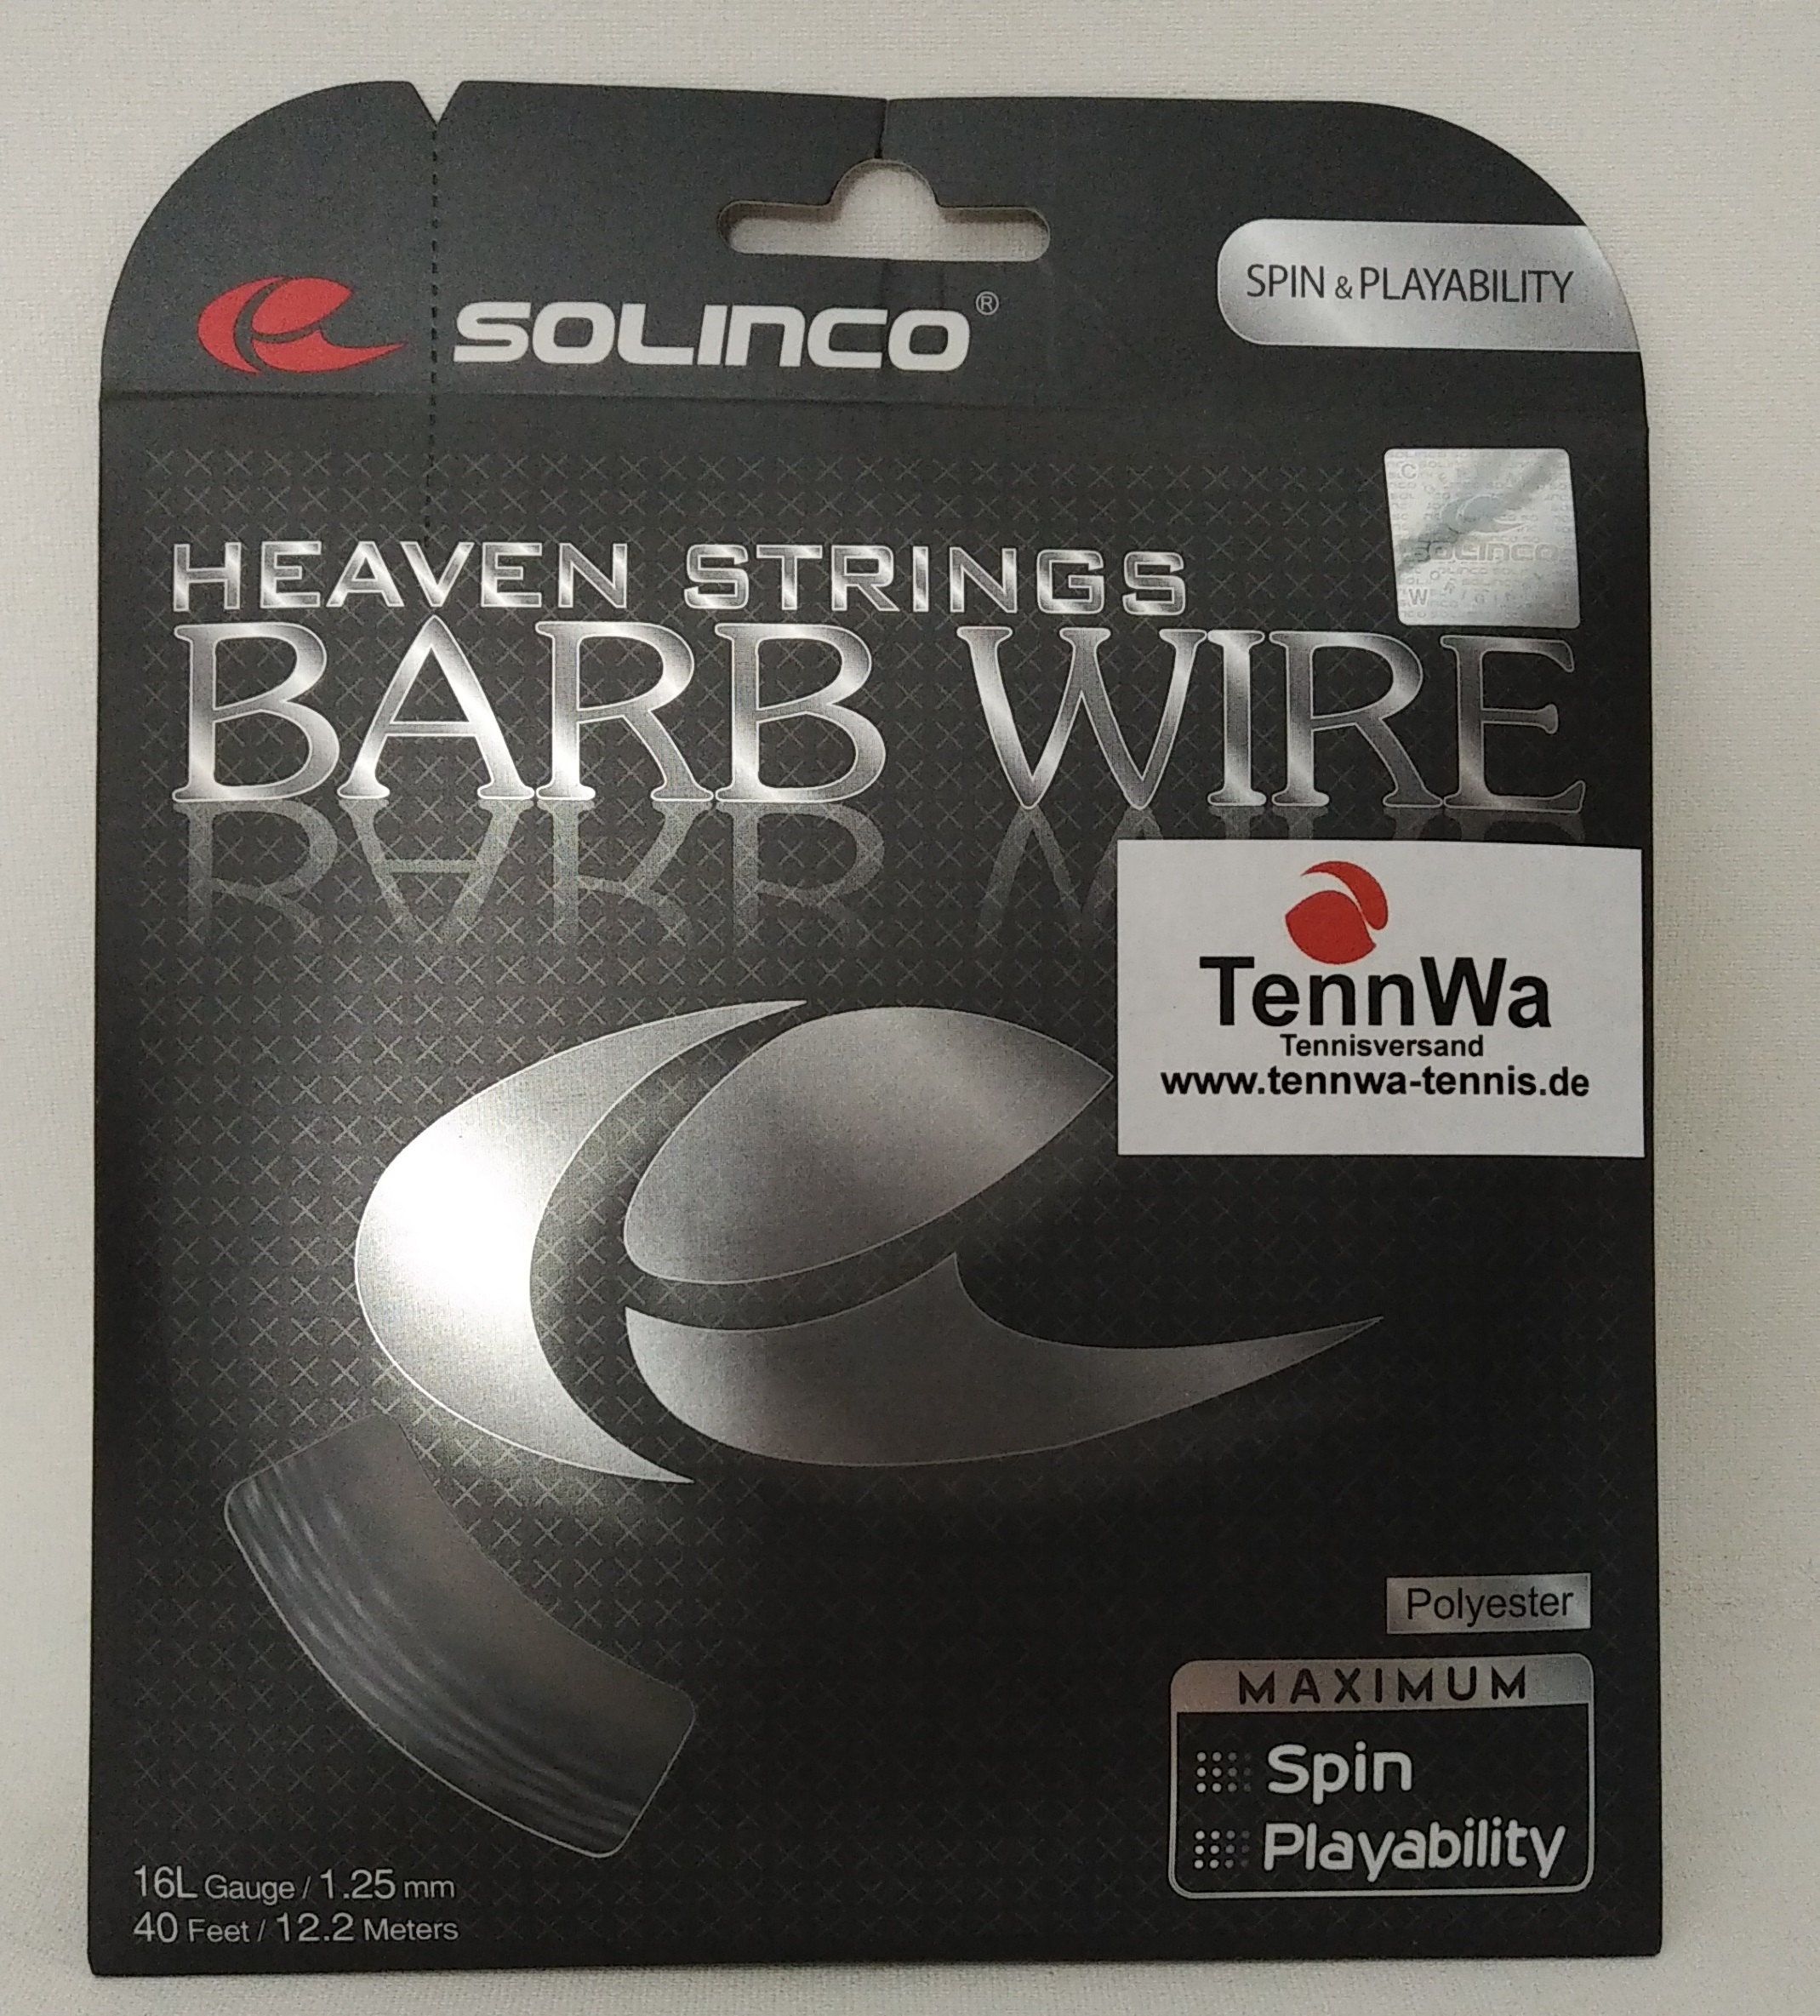 SOLINCO®
SPIN & PLAYABILITY
SOLINCO
HEAVEN STRINGS
BARB WIRE
TennWa
Tennisversand
www.tennwa-tennis.de
Polyester
MAXIMUM
Spin
Playability
16L Gauge / 1.25 mm
40 Feet / 12.2 Meters